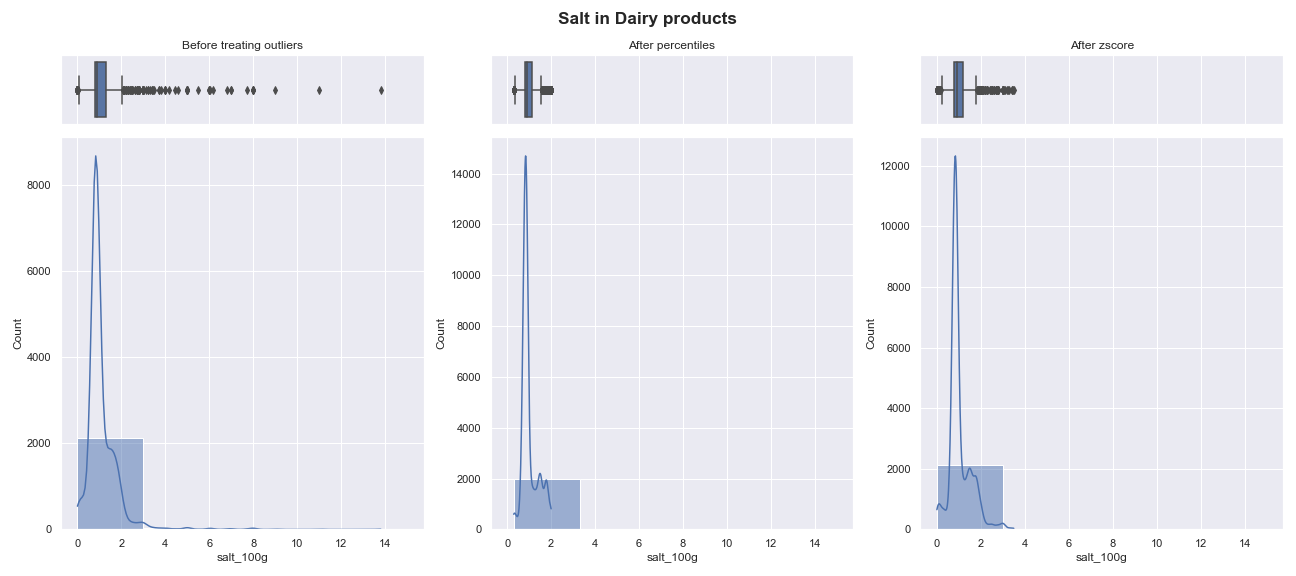 Salt in Dairy products
Before treating outliers
After percentiles
After zscore
Count
8000
6000
4000
2000
0
0 2 4 6 8 10 12 14
salt_100g
Count
14000
12000
10000
8000
6000
4000
2000
0
0 2 4 6 8 10 12 14
salt_100g
Count
12000
10000
8000
6000
4000
2000
0
0 2 4 6 8 10 12 14
salt_100g